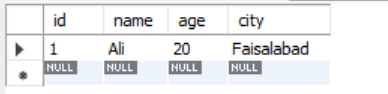 id name age city
1 Ali 20 Faisalabad
NULL NULL NULL NULL